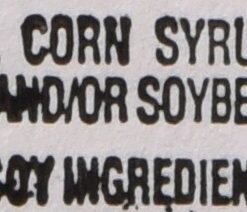 , CORN SYRU
AND/OR SOYBE
SOY INGREDIEN